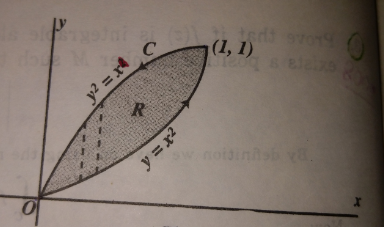 y
C
(1, 1)
y² = x
R
y = x²
O
x